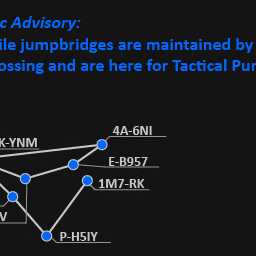 c Advisory:
ile jumpbridges are maintained by
ossing and are here for Tactical Pur
4A-6NI
K-YNM
E-B957
1M7-RK
V
P-H5IY